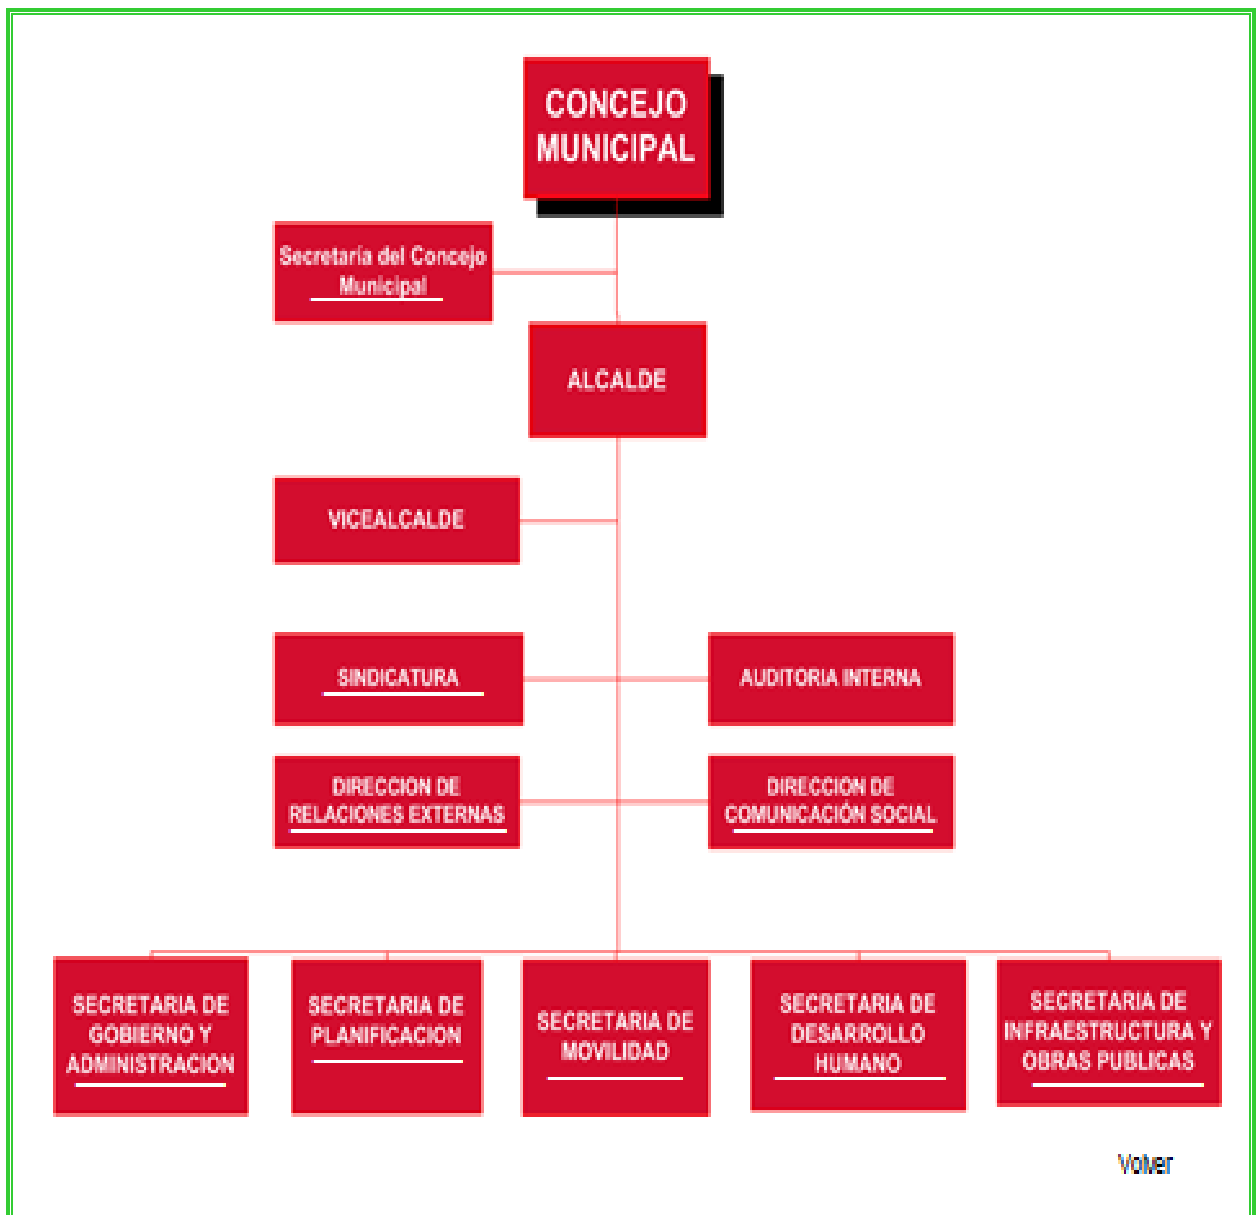 CONCEJO
MUNICIPAL
Secretaría del Concejo
Municipal
ALCALDE
VICEALCALDE
SINDICATURA
AUDITORIA INTERNA
DIRECCION DE
RELACIONES EXTERNAS
DIRECCION DE
COMUNICACIÓN SOCIAL
SECRETARIA DE
GOBIERNO Y
ADMINISTRACION
SECRETARIA DE
PLANIFICACION
SECRETARIA DE
MOVILIDAD
SECRETARIA DE
DESARROLLO
HUMANO
SECRETARIA DE
INFRAESTRUCTURA Y
OBRAS PUBLICAS
Volver